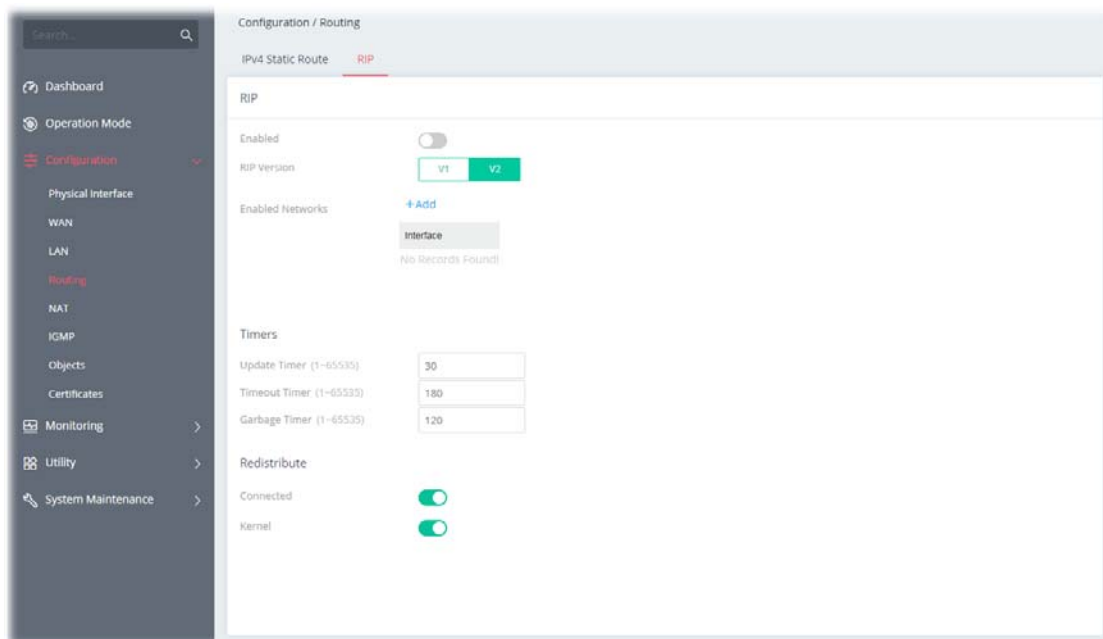 Search...
Dashboard
Operation Mode
Configuration
Physical Interface
WAN
LAN
Routing
NAT
IGMP
Objects
Certificates
Monitoring
Utility
System Maintenance
Configuration / Routing
IPv4 Static Route RIP
RIP
Enabled
RIP Version V1 V2
Enabled Networks +Add
Interface
No Records Found!
Timers
Update Timer (1~65535) 30
Timeout Timer (1~65535) 180
Garbage Timer (1~65535) 120
Redistribute
Connected
Kernel